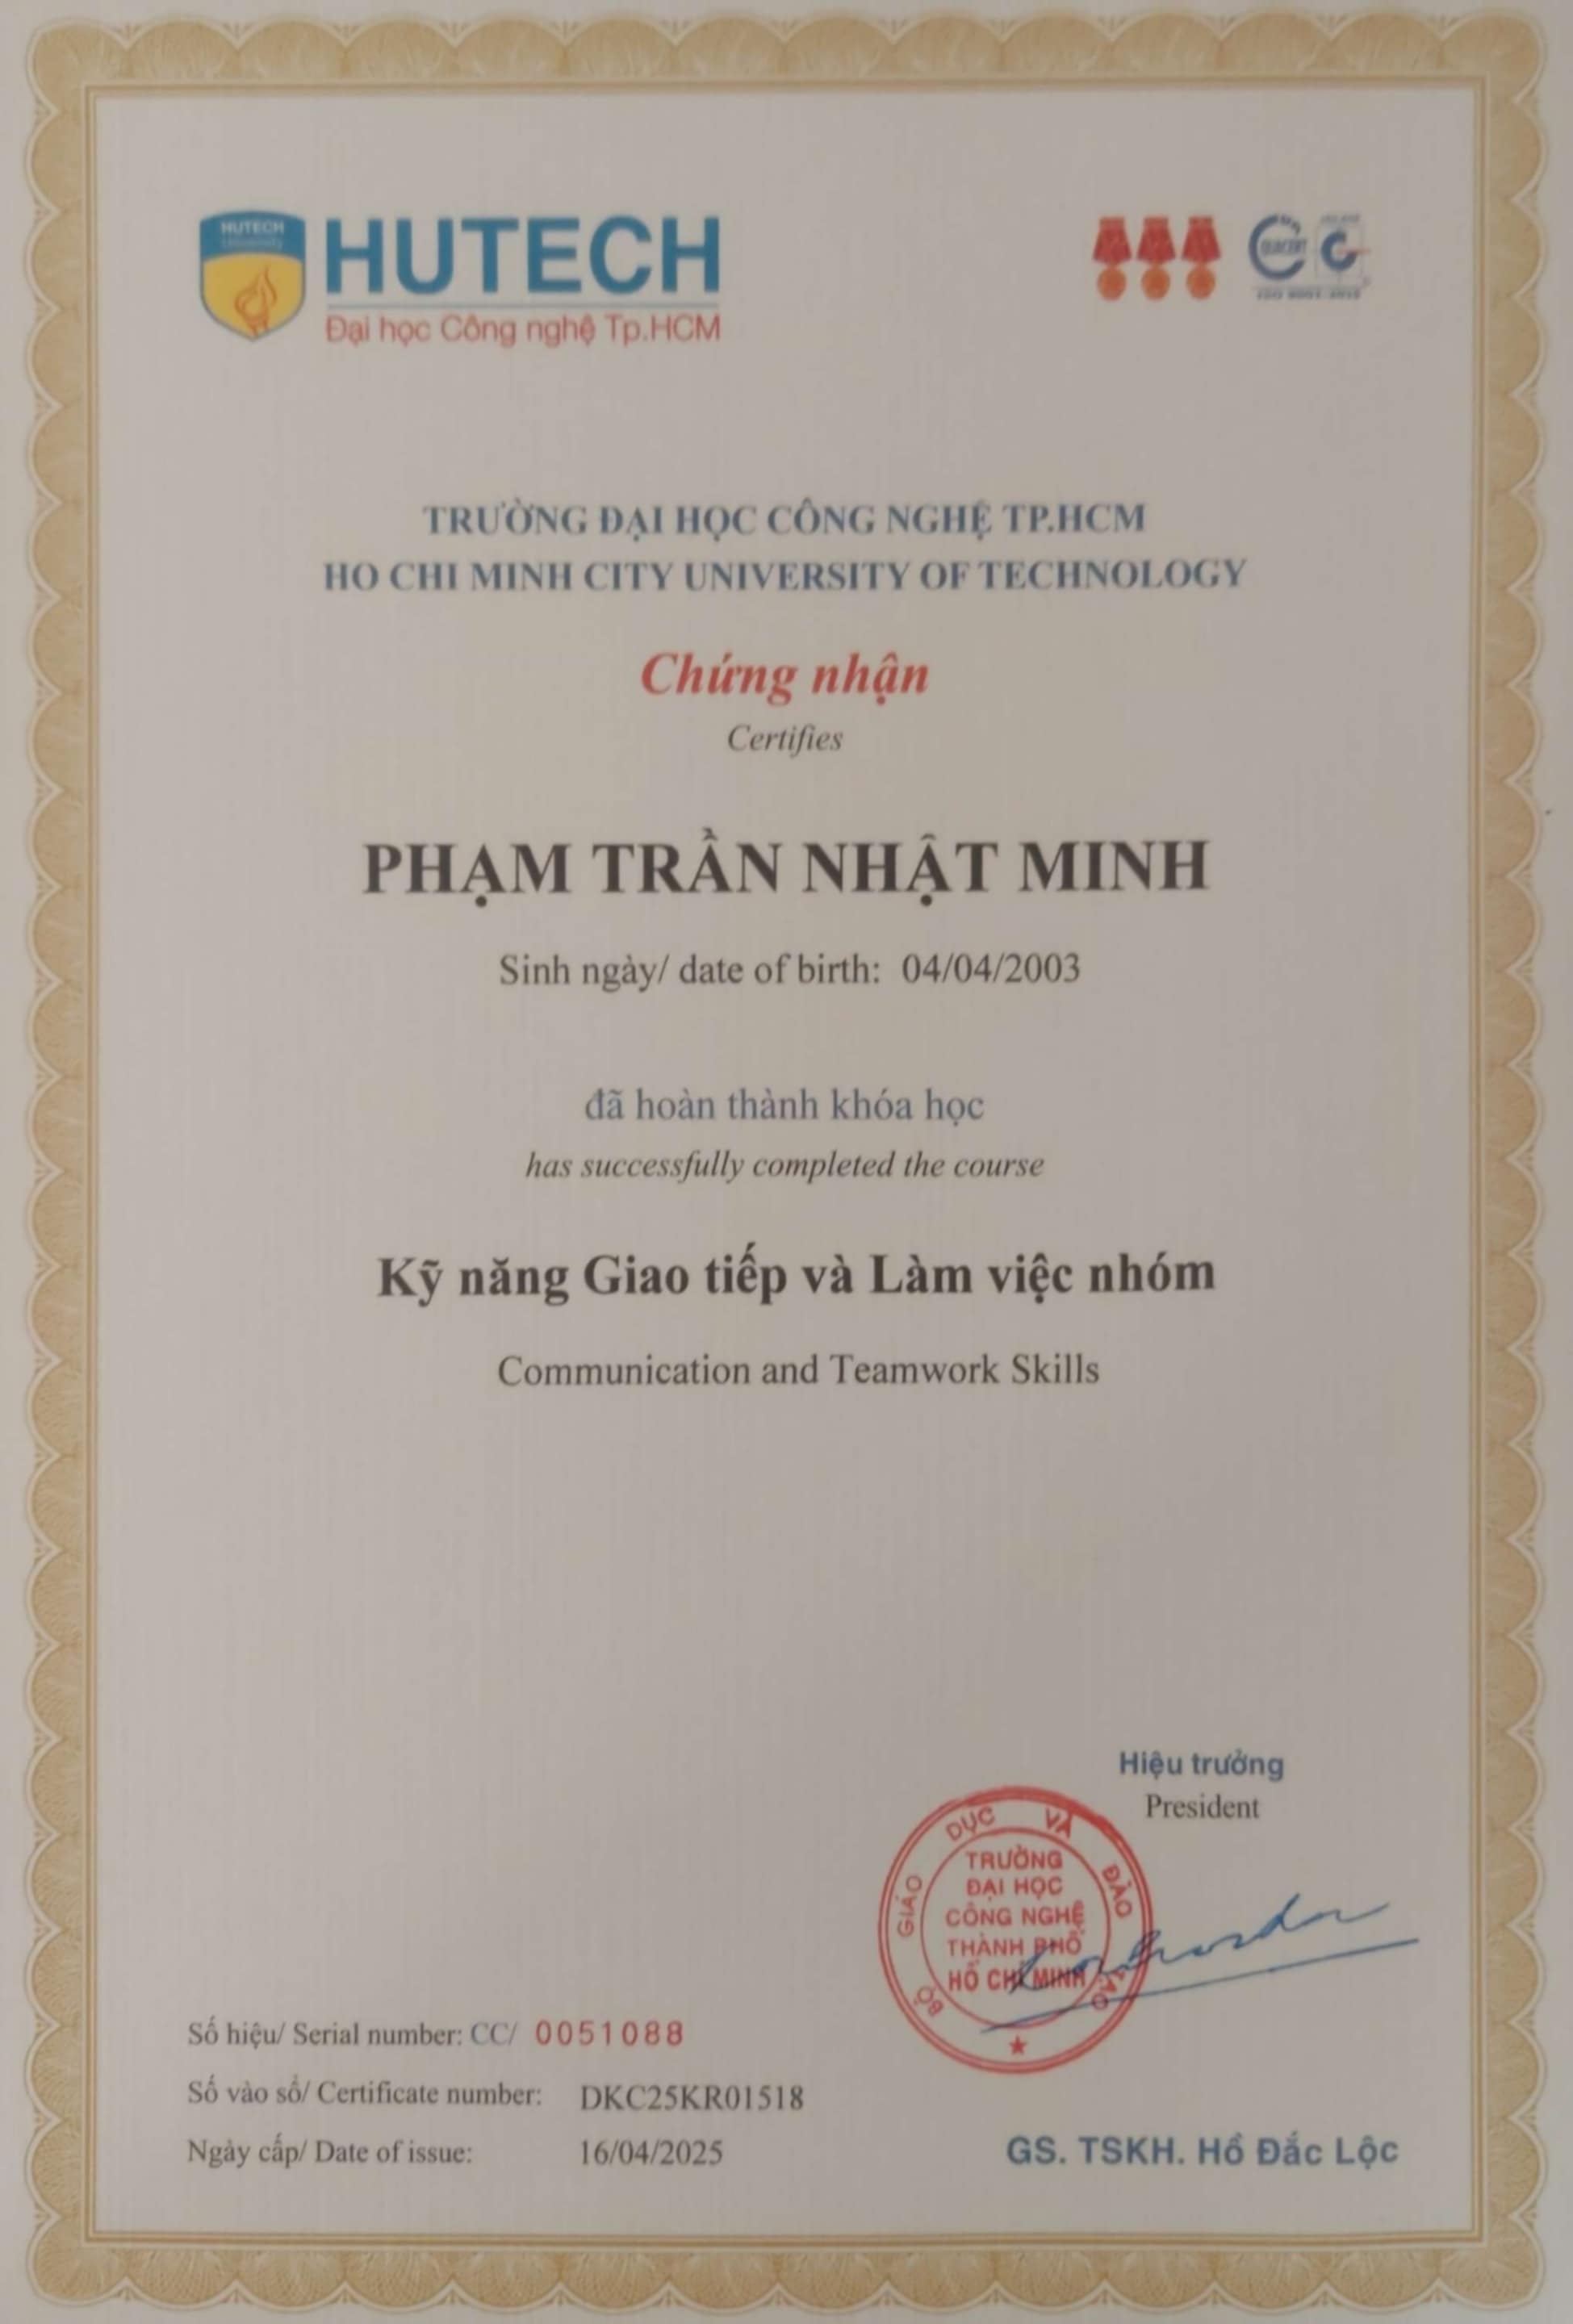 HUTECH
University
HUTECH
Đại học Công nghệ Tp.HCM
QUACERT
ISO 9001:2015
TRƯỜNG ĐẠI HỌC CÔNG NGHỆ TP.HCM
HO CHI MINH CITY UNIVERSITY OF TECHNOLOGY
Chứng nhận
Certifies
PHẠM TRẦN NHẬT MINH
Sinh ngày/ date of birth: 04/04/2003
đã hoàn thành khóa học
has successfully completed the course
Kỹ năng Giao tiếp và Làm việc nhóm
Communication and Teamwork Skills
Hiệu trưởng
President
BỘ GIÁO DỤC VÀ ĐÀO TẠO
TRƯỜNG
ĐẠI HỌC
CÔNG NGHỆ
THÀNH PHỐ
HỒ CHÍ MINH
Số hiệu/ Serial number: CC/ 0051088
Số vào sổ/ Certificate number: DKC25KR01518
Ngày cấp/ Date of issue: 16/04/2025
GS. TSKH. Hồ Đắc Lộc